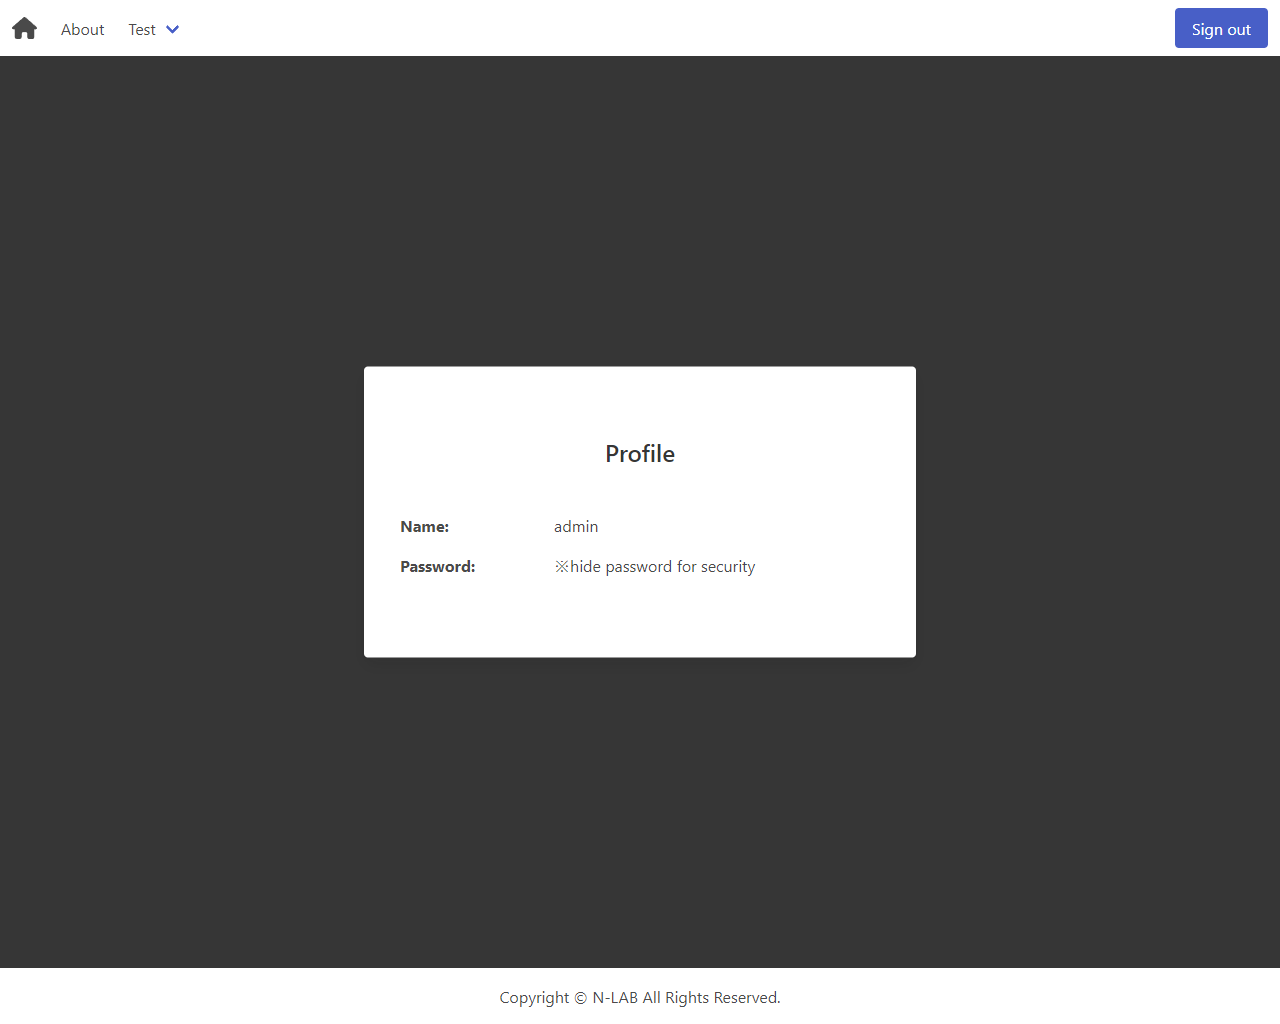 About Test Sign out
Profile
Name: admin
Password: ※hide password for security
Copyright © N-LAB All Rights Reserved.